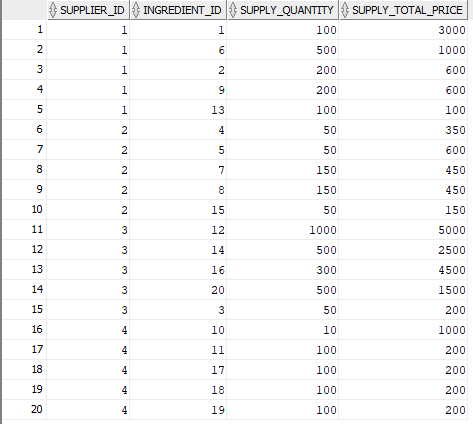 SUPPLIER_ID INGREDIENT_ID SUPPLY_QUANTITY SUPPLY_TOTAL_PRICE
1 1 1 100 3000
2 1 6 500 1000
3 1 2 200 600
4 1 9 200 600
5 1 13 100 100
6 2 4 50 350
7 2 5 50 600
8 2 7 150 450
9 2 8 150 450
10 2 15 50 150
11 3 12 1000 5000
12 3 14 500 2500
13 3 16 300 4500
14 3 20 500 1500
15 3 3 50 200
16 4 10 10 1000
17 4 11 100 200
18 4 17 100 200
19 4 18 100 200
20 4 19 100 200